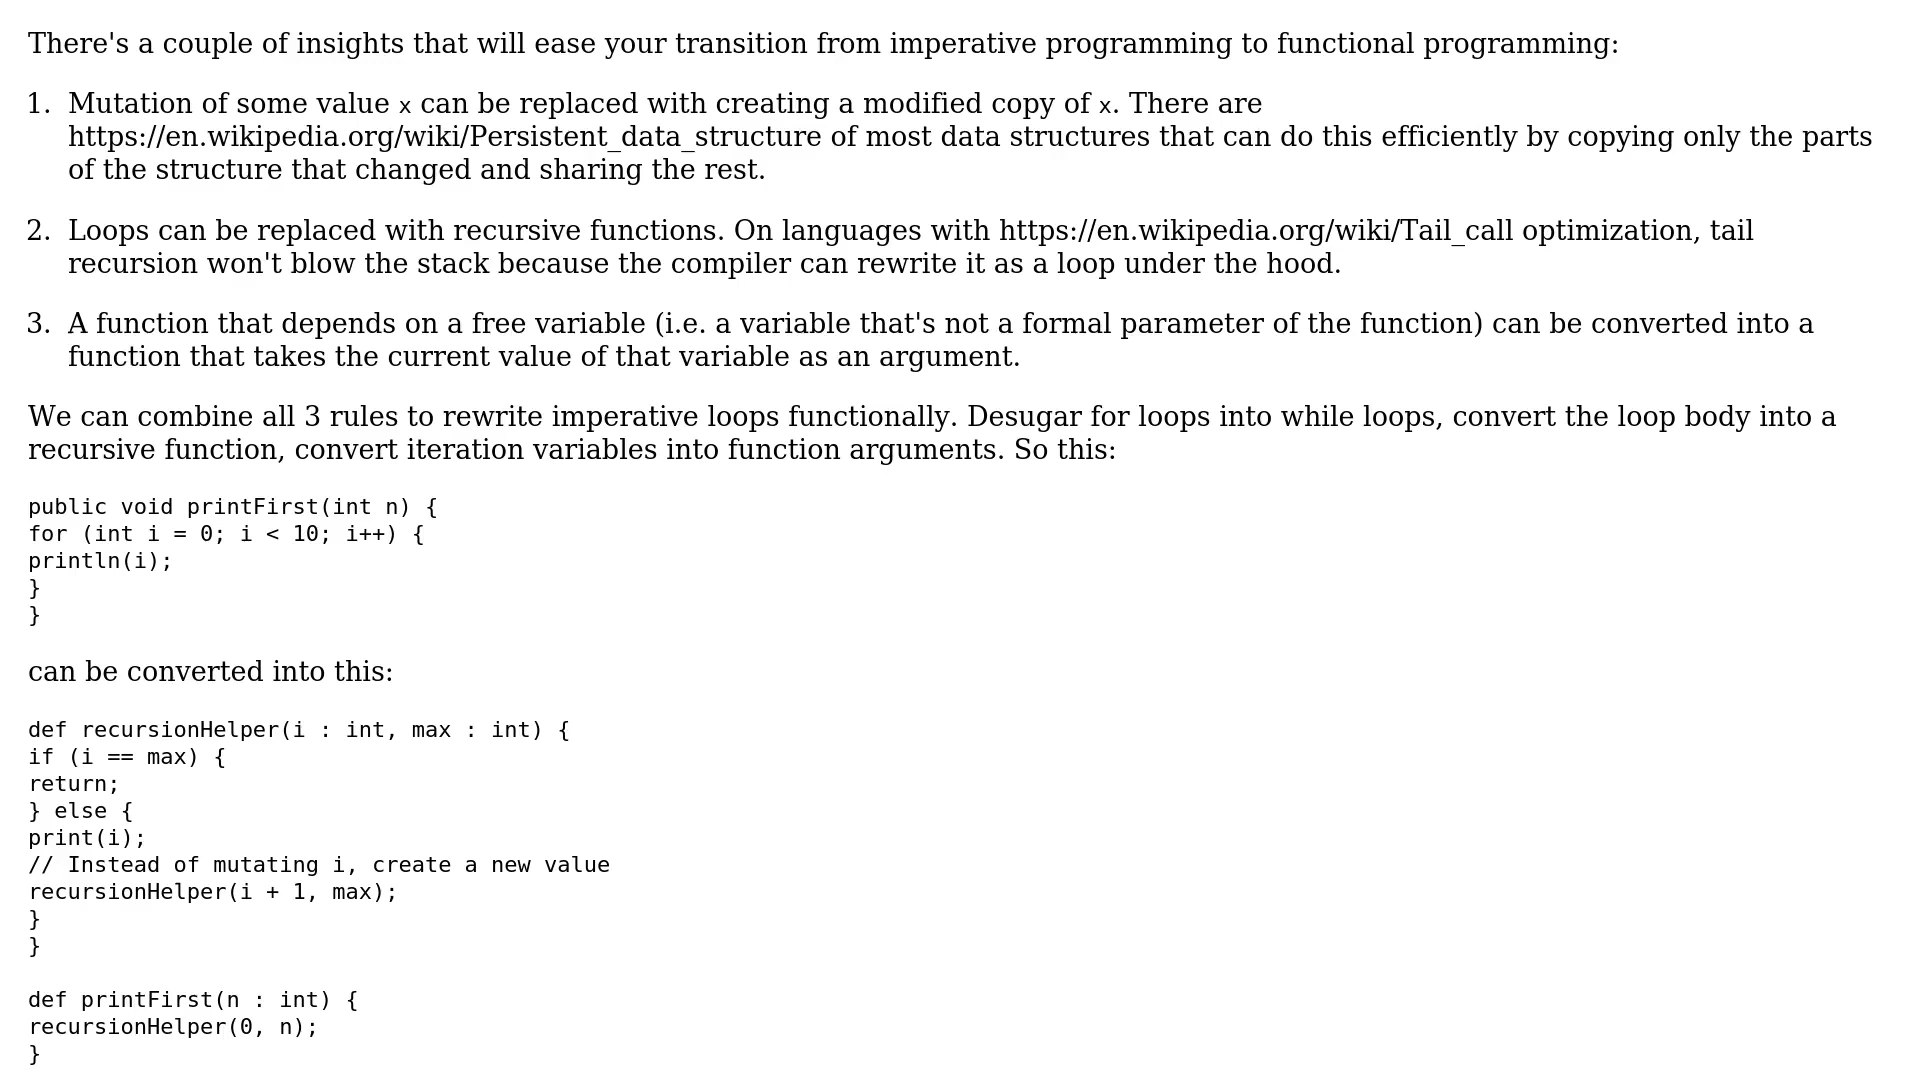 There's a couple of insights that will ease your transition from imperative programming to functional programming:
1. Mutation of some value x can be replaced with creating a modified copy of x. There are
https://en.wikipedia.org/wiki/Persistent_data_structure of most data structures that can do this efficiently by copying only the parts
of the structure that changed and sharing the rest.
2. Loops can be replaced with recursive functions. On languages with https://en.wikipedia.org/wiki/Tail_call optimization, tail
recursion won't blow the stack because the compiler can rewrite it as a loop under the hood.
3. A function that depends on a free variable (i.e. a variable that's not a formal parameter of the function) can be converted into a
function that takes the current value of that variable as an argument.
We can combine all 3 rules to rewrite imperative loops functionally. Desugar for loops into while loops, convert the loop body into a
recursive function, convert iteration variables into function arguments. So this:
public void printFirst(int n) {
for (int i = 0; i < 10; i++) {
println(i);
}
}
can be converted into this:
def recursionHelper(i : int, max : int) {
if (i == max) {
return;
} else {
print(i);
// Instead of mutating i, create a new value
recursionHelper(i + 1, max);
}
}
def printFirst(n : int) {
recursionHelper(0, n);
}